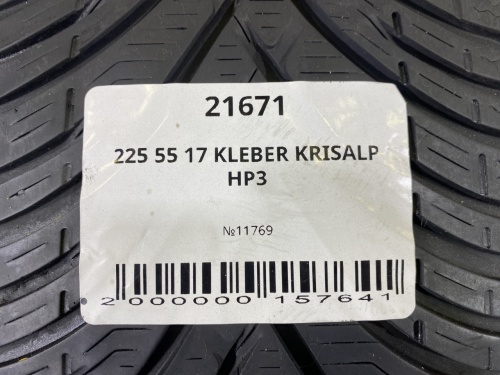 21671
225 55 17 KLEBER KRISALP
HP3
№11769
2 000000 157641